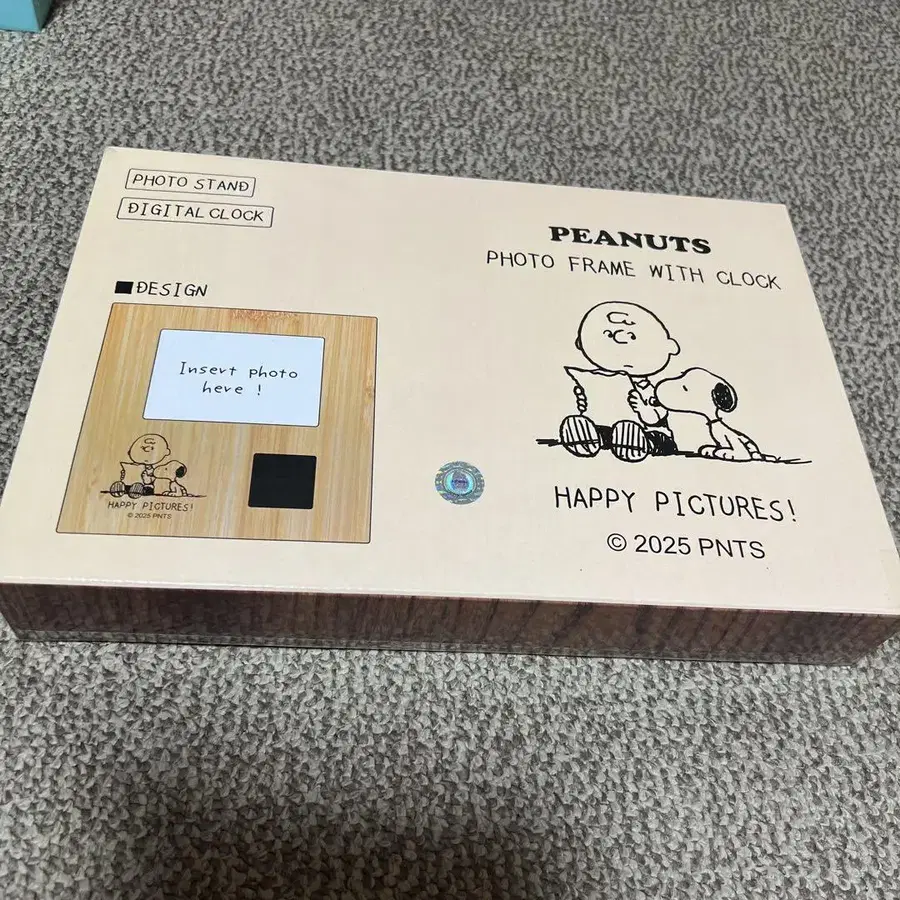 PHOTO STAND
DIGITAL CLOCK
■DESIGN
Insert photo
here !
HAPPY PICTURES!
© 2025 PNTS
PEANUTS
PHOTO FRAME WITH CLOCK
HAPPY PICTURES!
© 2025 PNTS